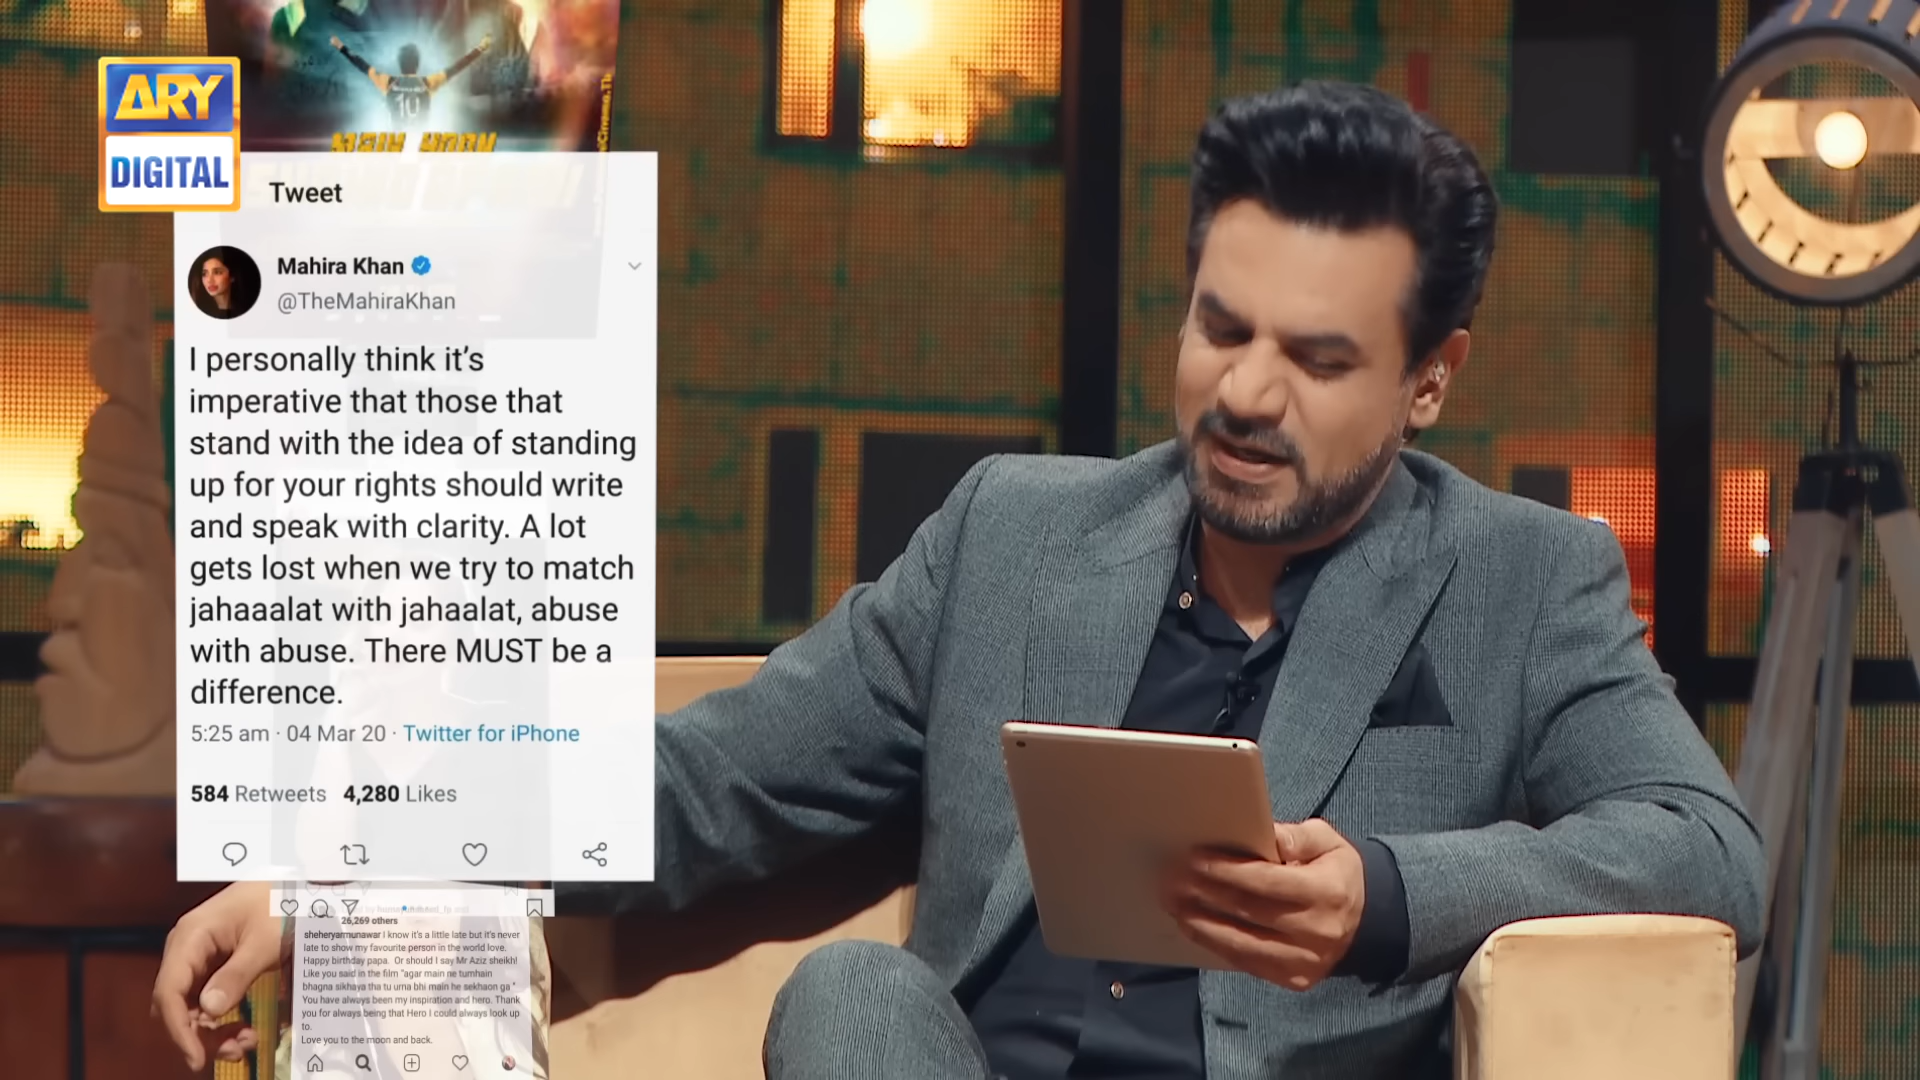 ARY
DIGITAL
10
MAIN HOON
Tweet
Mahira Khan
@TheMahiraKhan
I personally think it's
imperative that those that
stand with the idea of standing
up for your rights should write
and speak with clarity. A lot
gets lost when we try to match
jahaaalat with jahaalat, abuse
with abuse. There MUST be a
difference.
5:25 am · 04 Mar 20 · Twitter for iPhone
584 Retweets 4,280 Likes
26,269 others
sheheryarmunawar I know it's a little late but it's never
late to show my favourite person in the world love.
Happy birthday papa. Or should I say Mr Aziz sheikh!
Like you said in the film "agar main ne tumhain
bhagna sikhaya tha tu urna bhi main he sekhaon ga "
You have always been my inspiration and hero. Thank
you for always being that Hero I could always look up
to.
Love you to the moon and back.